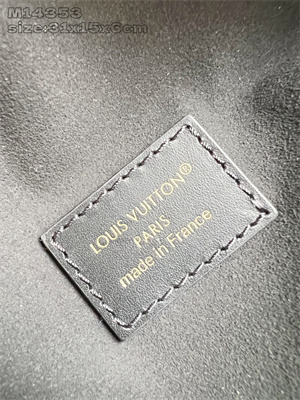 M14353
size:31x15x6cm
LOUIS VUITTON®
PARIS
made in France